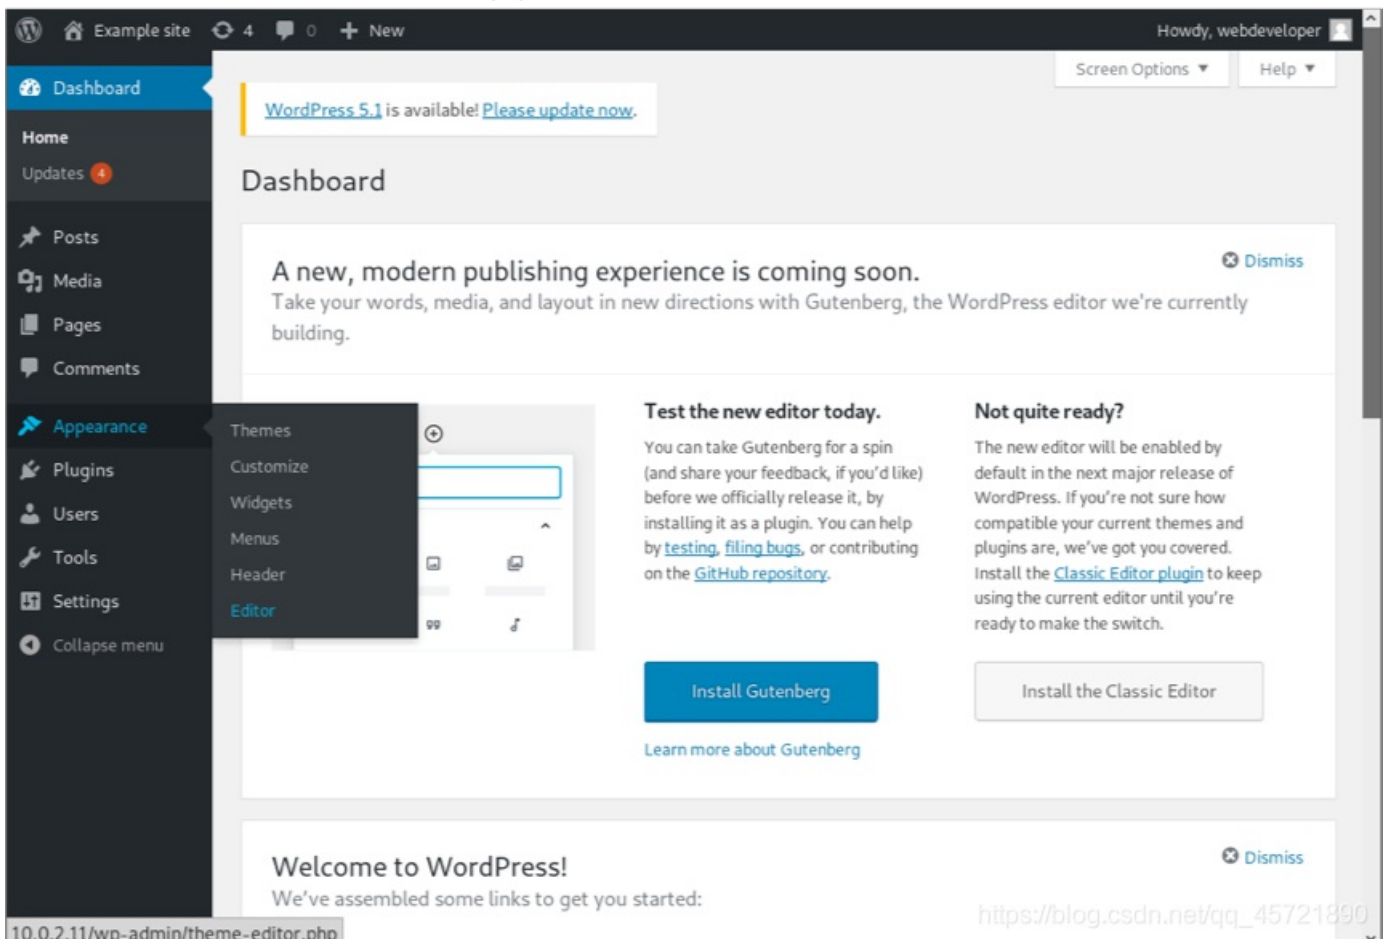 Example site 4 0 New Howdy, webdeveloper
Screen Options Help
Dashboard
WordPress 5.1 is available! Please update now.
Home
Updates 4
Dashboard
Posts
Media
Pages
Comments
A new, modern publishing experience is coming soon.
Dismiss
Take your words, media, and layout in new directions with Gutenberg, the WordPress editor we're currently
building.
Appearance
Plugins
Users
Tools
Settings
Collapse menu
Themes
Customize
Widgets
Menus
Header
Editor
Test the new editor today.
You can take Gutenberg for a spin
(and share your feedback, if you'd like)
before we officially release it, by
installing it as a plugin. You can help
by testing, filing bugs, or contributing
on the GitHub repository.
Install Gutenberg
Learn more about Gutenberg
Not quite ready?
The new editor will be enabled by
default in the next major release of
WordPress. If you're not sure how
compatible your current themes and
plugins are, we've got you covered.
Install the Classic Editor plugin to keep
using the current editor until you're
ready to make the switch.
Install the Classic Editor
Welcome to WordPress!
Dismiss
We've assembled some links to get you started:
https://blog.csdn.net/qq_45721890
10.0.2.11/wp-admin/theme-editor.php